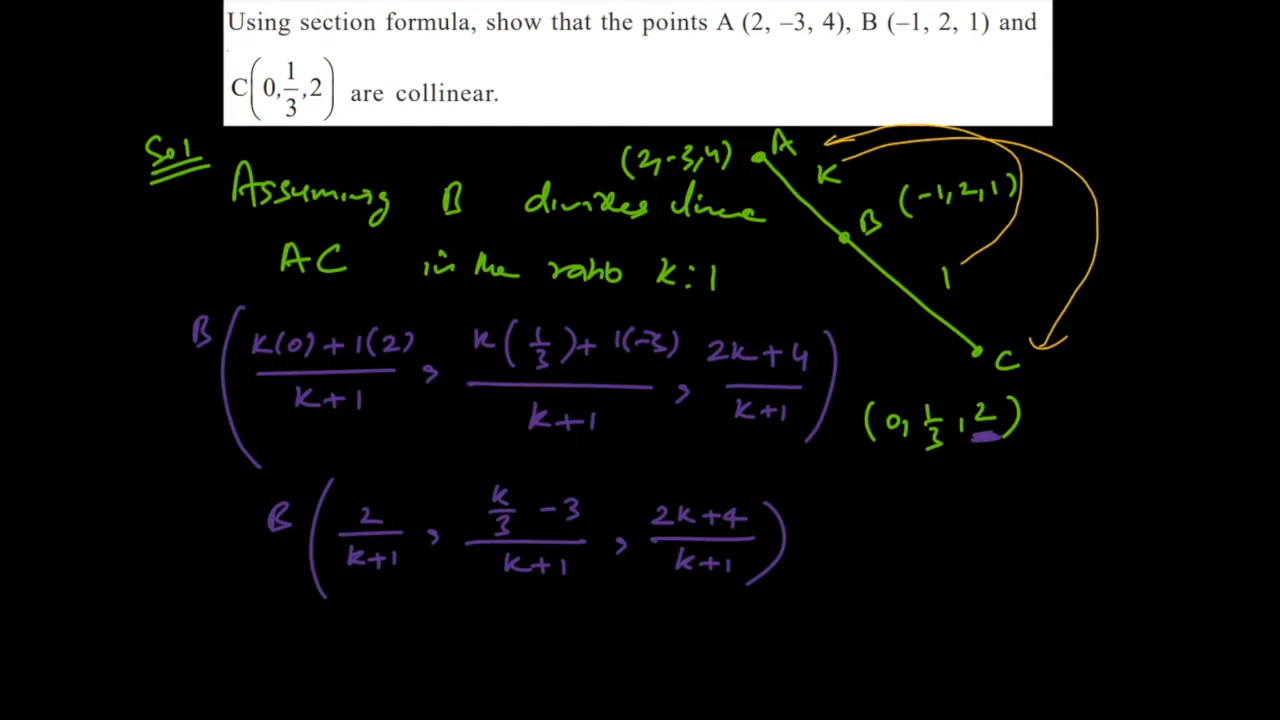 Using section formula, show that the points A (2, –3, 4), B (–1, 2, 1) and
C(0, 1/3, 2) are collinear.
Sol
Assuming B divides line
AC in the ratio k:1
(2,-3,4) A
K
B (-1,2,1)
1
C
(0, 1/3, 2)
B( (k(0)+1(2))/(k+1), (k(1/3)+1(-3))/(k+1), (2k+4)/(k+1) )
B( 2/(k+1), (k/3 -3)/(k+1), (2k+4)/(k+1) )